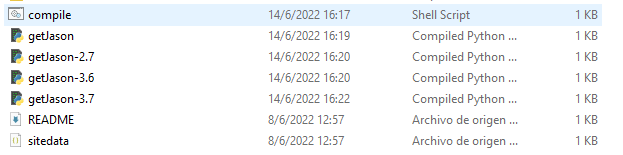 compile 14/6/2022 16:17 Shell Script 1 KB
getJason 14/6/2022 16:19 Compiled Python ... 1 KB
getJason-2.7 14/6/2022 16:20 Compiled Python ... 1 KB
getJason-3.6 14/6/2022 16:20 Compiled Python ... 1 KB
getJason-3.7 14/6/2022 16:22 Compiled Python ... 1 KB
README 8/6/2022 12:57 Archivo de origen ... 1 KB
sitedata 8/6/2022 12:57 Archivo de origen ... 1 KB